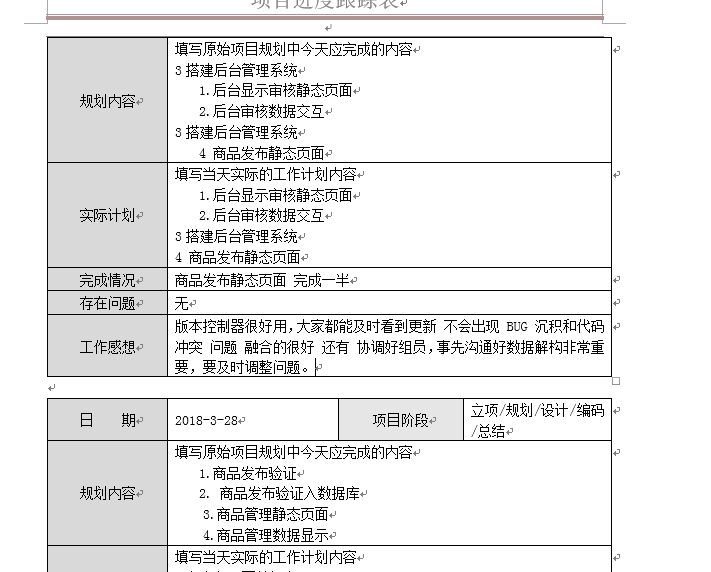 项目进度跟踪表
规划内容
填写原始项目规划中今天应完成的内容
3 搭建后台管理系统
1.后台显示审核静态页面
2.后台审核数据交互
3 搭建后台管理系统
4 商品发布静态页面
实际计划
填写当天实际的工作计划内容
1.后台显示审核静态页面
2.后台审核数据交互
3 搭建后台管理系统
4 商品发布静态页面
完成情况
商品发布静态页面 完成一半
存在问题
无
工作感想
版本控制器很好用，大家都能及时看到更新 不会出现 BUG 沉积和代码
冲突 问题 融合的很好 还有 协调好组员，事先沟通好数据解构非常重
要，要及时调整问题。
日 期
2018-3-28
项目阶段
立项/规划/设计/编码
/总结
规划内容
填写原始项目规划中今天应完成的内容
1.商品发布验证
2. 商品发布验证入数据库
3.商品管理静态页面
4.商品管理数据显示
填写当天实际的工作计划内容